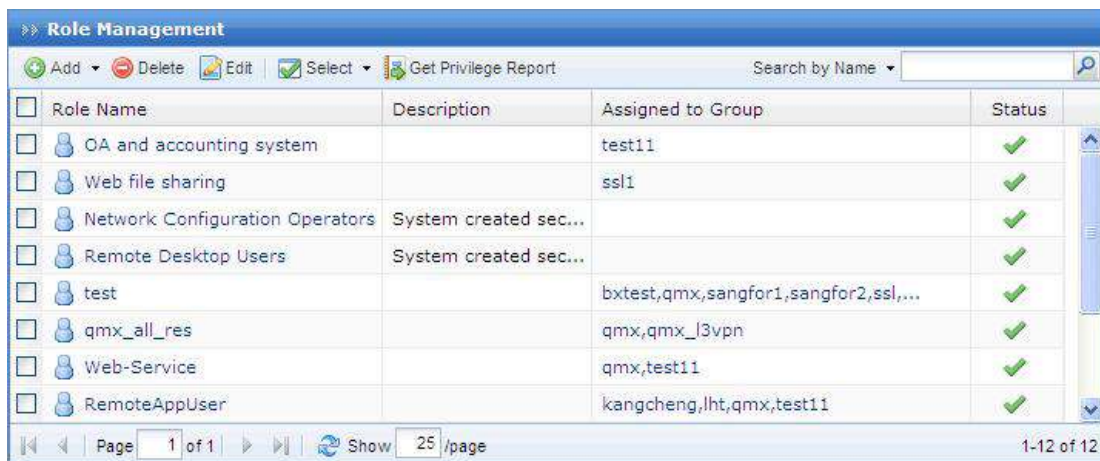 Role Management
Add Delete Edit Select Get Privilege Report Search by Name
Role Name Description Assigned to Group Status
OA and accounting system test11
Web file sharing ssl1
Network Configuration Operators System created sec...
Remote Desktop Users System created sec...
test bxtest,qmx,sangfor1,sangfor2,ssl,...
qmx_all_res qmx,qmx_l3vpn
Web-Service qmx,test11
RemoteAppUser kangcheng,lht,qmx,test11
Page 1 of 1 Show 25 /page 1-12 of 12